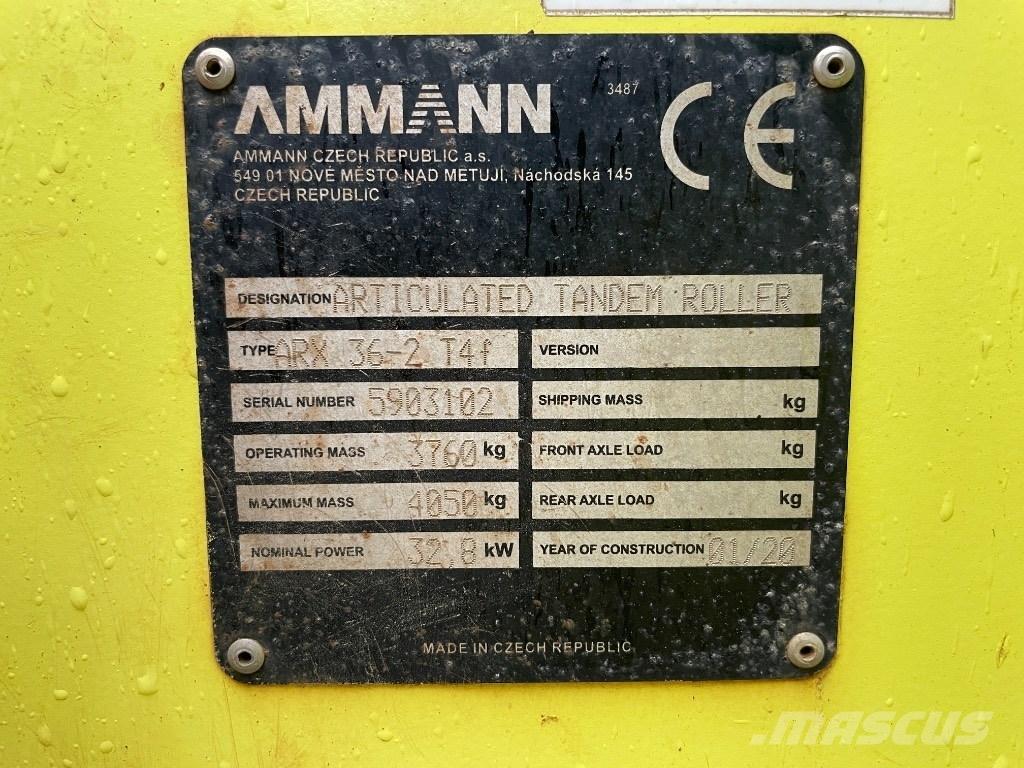 AMMANN
3487
CE
AMMANN CZECH REPUBLIC a.s.
549 01 NOVÉ MĚSTO NAD METUJÍ, Náchodská 145
CZECH REPUBLIC
DESIGNATION ARTICULATED TANDEM ROLLER
TYPE ARX 36-2 T4f
VERSION
SERIAL NUMBER 5903102
SHIPPING MASS kg
OPERATING MASS 3760 kg
FRONT AXLE LOAD kg
MAXIMUM MASS 4050 kg
REAR AXLE LOAD kg
NOMINAL POWER 32,8 kW
YEAR OF CONSTRUCTION 01/20
MADE IN CZECH REPUBLIC
MASCUS